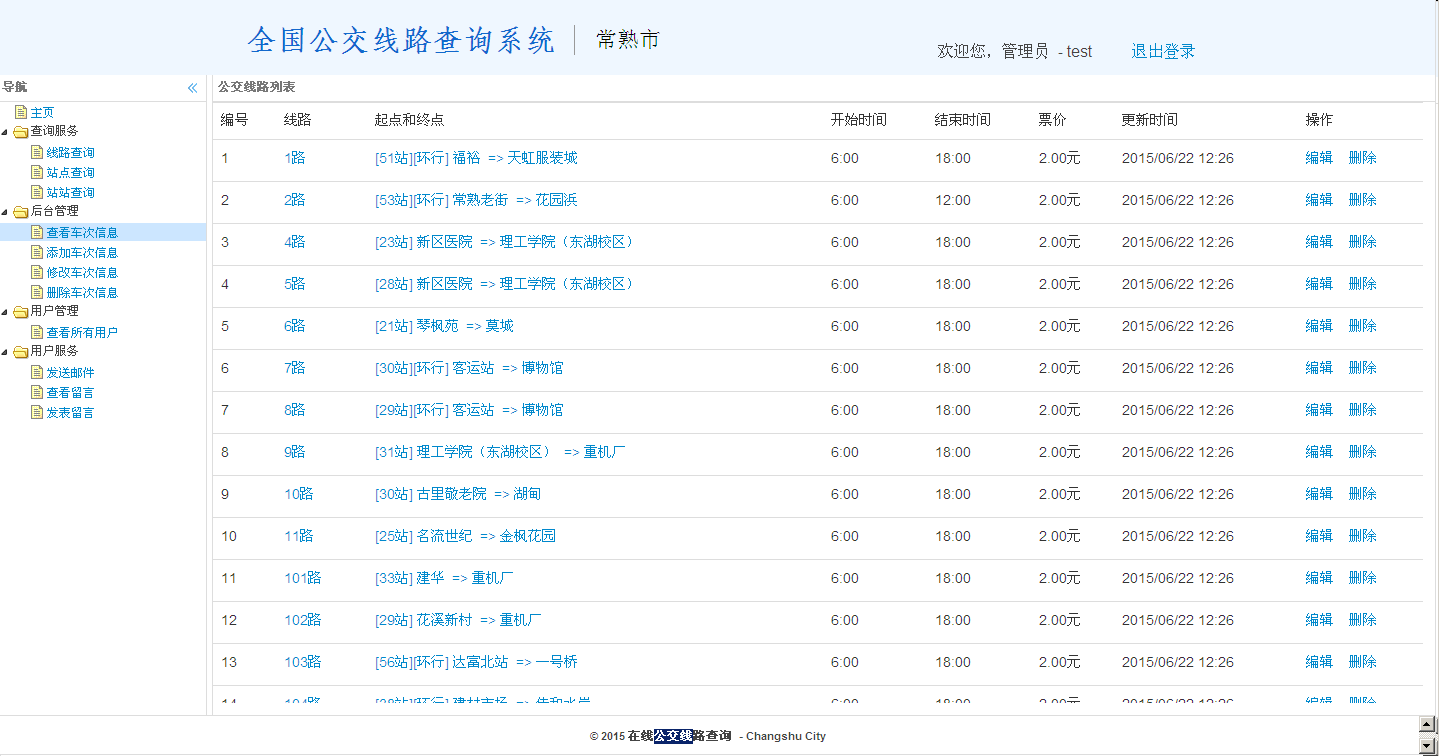 全国公交线路查询系统 常熟市 欢迎您，管理员 - test 退出登录
导航
主页
查询服务
线路查询
站点查询
站站查询
后台管理
查看车次信息
添加车次信息
修改车次信息
删除车次信息
用户管理
查看所有用户
用户服务
发送邮件
查看留言
发表留言
公交线路列表
编号 线路 起点和终点 开始时间 结束时间 票价 更新时间 操作
1 1路 [51站][环行] 福裕 => 天虹服装城 6:00 18:00 2.00元 2015/06/22 12:26 编辑 删除
2 2路 [53站][环行] 常熟老街 => 花园浜 6:00 12:00 2.00元 2015/06/22 12:26 编辑 删除
3 4路 [23站] 新区医院 => 理工学院（东湖校区） 6:00 18:00 2.00元 2015/06/22 12:26 编辑 删除
4 5路 [28站] 新区医院 => 理工学院（东湖校区） 6:00 18:00 2.00元 2015/06/22 12:26 编辑 删除
5 6路 [21站] 琴枫苑 => 莫城 6:00 18:00 2.00元 2015/06/22 12:26 编辑 删除
6 7路 [30站][环行] 客运站 => 博物馆 6:00 18:00 2.00元 2015/06/22 12:26 编辑 删除
7 8路 [29站][环行] 客运站 => 博物馆 6:00 18:00 2.00元 2015/06/22 12:26 编辑 删除
8 9路 [31站] 理工学院（东湖校区） => 重机厂 6:00 18:00 2.00元 2015/06/22 12:26 编辑 删除
9 10路 [30站] 古里敬老院 => 湖甸 6:00 18:00 2.00元 2015/06/22 12:26 编辑 删除
10 11路 [25站] 名流世纪 => 金枫花园 6:00 18:00 2.00元 2015/06/22 12:26 编辑 删除
11 101路 [33站] 建华 => 重机厂 6:00 18:00 2.00元 2015/06/22 12:26 编辑 删除
12 102路 [29站] 花溪新村 => 重机厂 6:00 18:00 2.00元 2015/06/22 12:26 编辑 删除
13 103路 [56站][环行] 达富北站 => 一号桥 6:00 18:00 2.00元 2015/06/22 12:26 编辑 删除
14 104路 [38站][环行] 建材市场 => 6:00 18:00 2.00元 2015/06/22 12:26 编辑 删除
© 2015 在线公交线路查询 - Changshu City